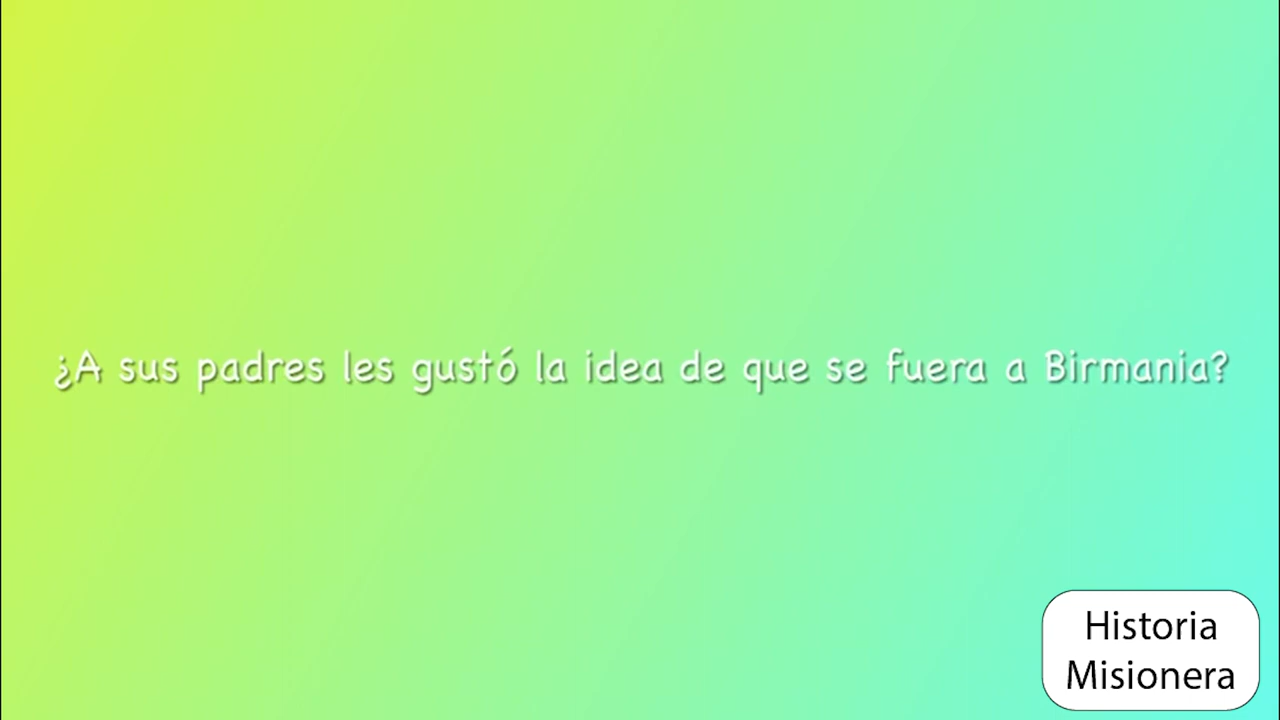 ¿A sus padres les gustó la idea de que se fuera a Birmania?
Historia
Misionera